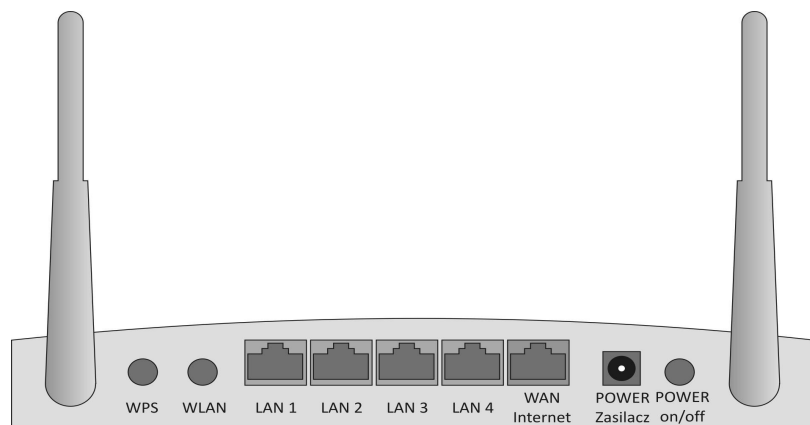 WPS
WLAN
LAN 1
LAN 2
LAN 3
LAN 4
WAN
Internet
POWER
Zasilacz
POWER
on/off